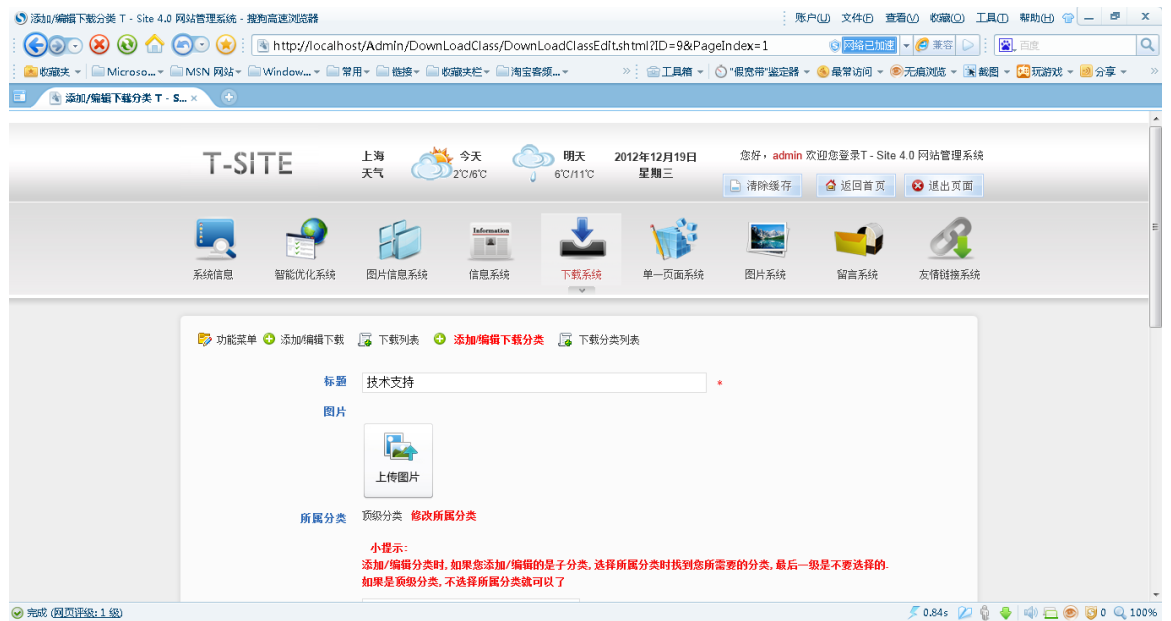 添加/编辑下载分类 T - Site 4.0 网站管理系统 - 搜狗高速浏览器
账户(U) 文件(F) 查看(V) 收藏(O) 工具(T) 帮助(H)
http://localhost/Admin/DownLoadClass/DownLoadClassEdit.shtml?ID=9&PageIndex=1
网络已加速
兼容
百度
收藏夹 Microso... MSN 网站 Window... 常用 链接 收藏夹栏 淘宝客频... » 工具箱 "假宽带"鉴定器 最常访问 无痕浏览 截图 玩游戏 分享 »
添加/编辑下载分类 T - S... ×
T-SITE
上海
天气
今天
2℃/6℃
明天
6℃/11℃
2012年12月19日
星期三
您好，admin 欢迎您登录T - Site 4.0 网站管理系统
清除缓存 返回首页 退出页面
Information
系统信息 智能优化系统 图片信息系统 信息系统 下载系统 单一页面系统 图片系统 留言系统 友情链接系统
功能菜单 添加/编辑下载 下载列表 添加/编辑下载分类 下载分类列表
标题 技术支持 *
图片
上传图片
所属分类 顶级分类 修改所属分类
小提示:
添加/编辑分类时, 如果您添加/编辑的是子分类, 选择所属分类时找到您所需要的分类, 最后一级是不要选择的.
如果是顶级分类, 不选择所属分类就可以了
完成 (网页评级: 1 级)
0.84s
0
100%